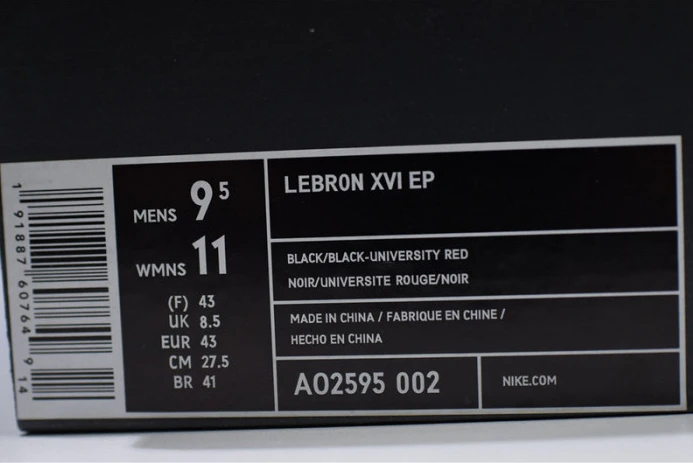 1 91887 60764 9 14
MENS 9 5
WMNS 11
(F) 43
UK 8.5
EUR 43
CM 27.5
BR 41
LEBRON XVI EP
BLACK/BLACK-UNIVERSITY RED
NOIR/UNIVERSITE ROUGE/NOIR
MADE IN CHINA / FABRIQUE EN CHINE /
HECHO EN CHINA
AO2595 002
NIKE.COM